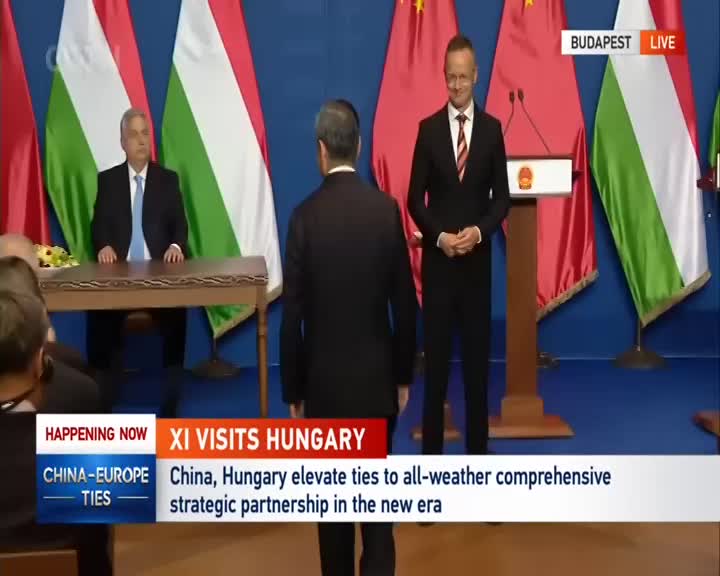 CGTN
BUDAPEST LIVE
HAPPENING NOW
XI VISITS HUNGARY
CHINA-EUROPE
TIES
China, Hungary elevate ties to all-weather comprehensive
strategic partnership in the new era